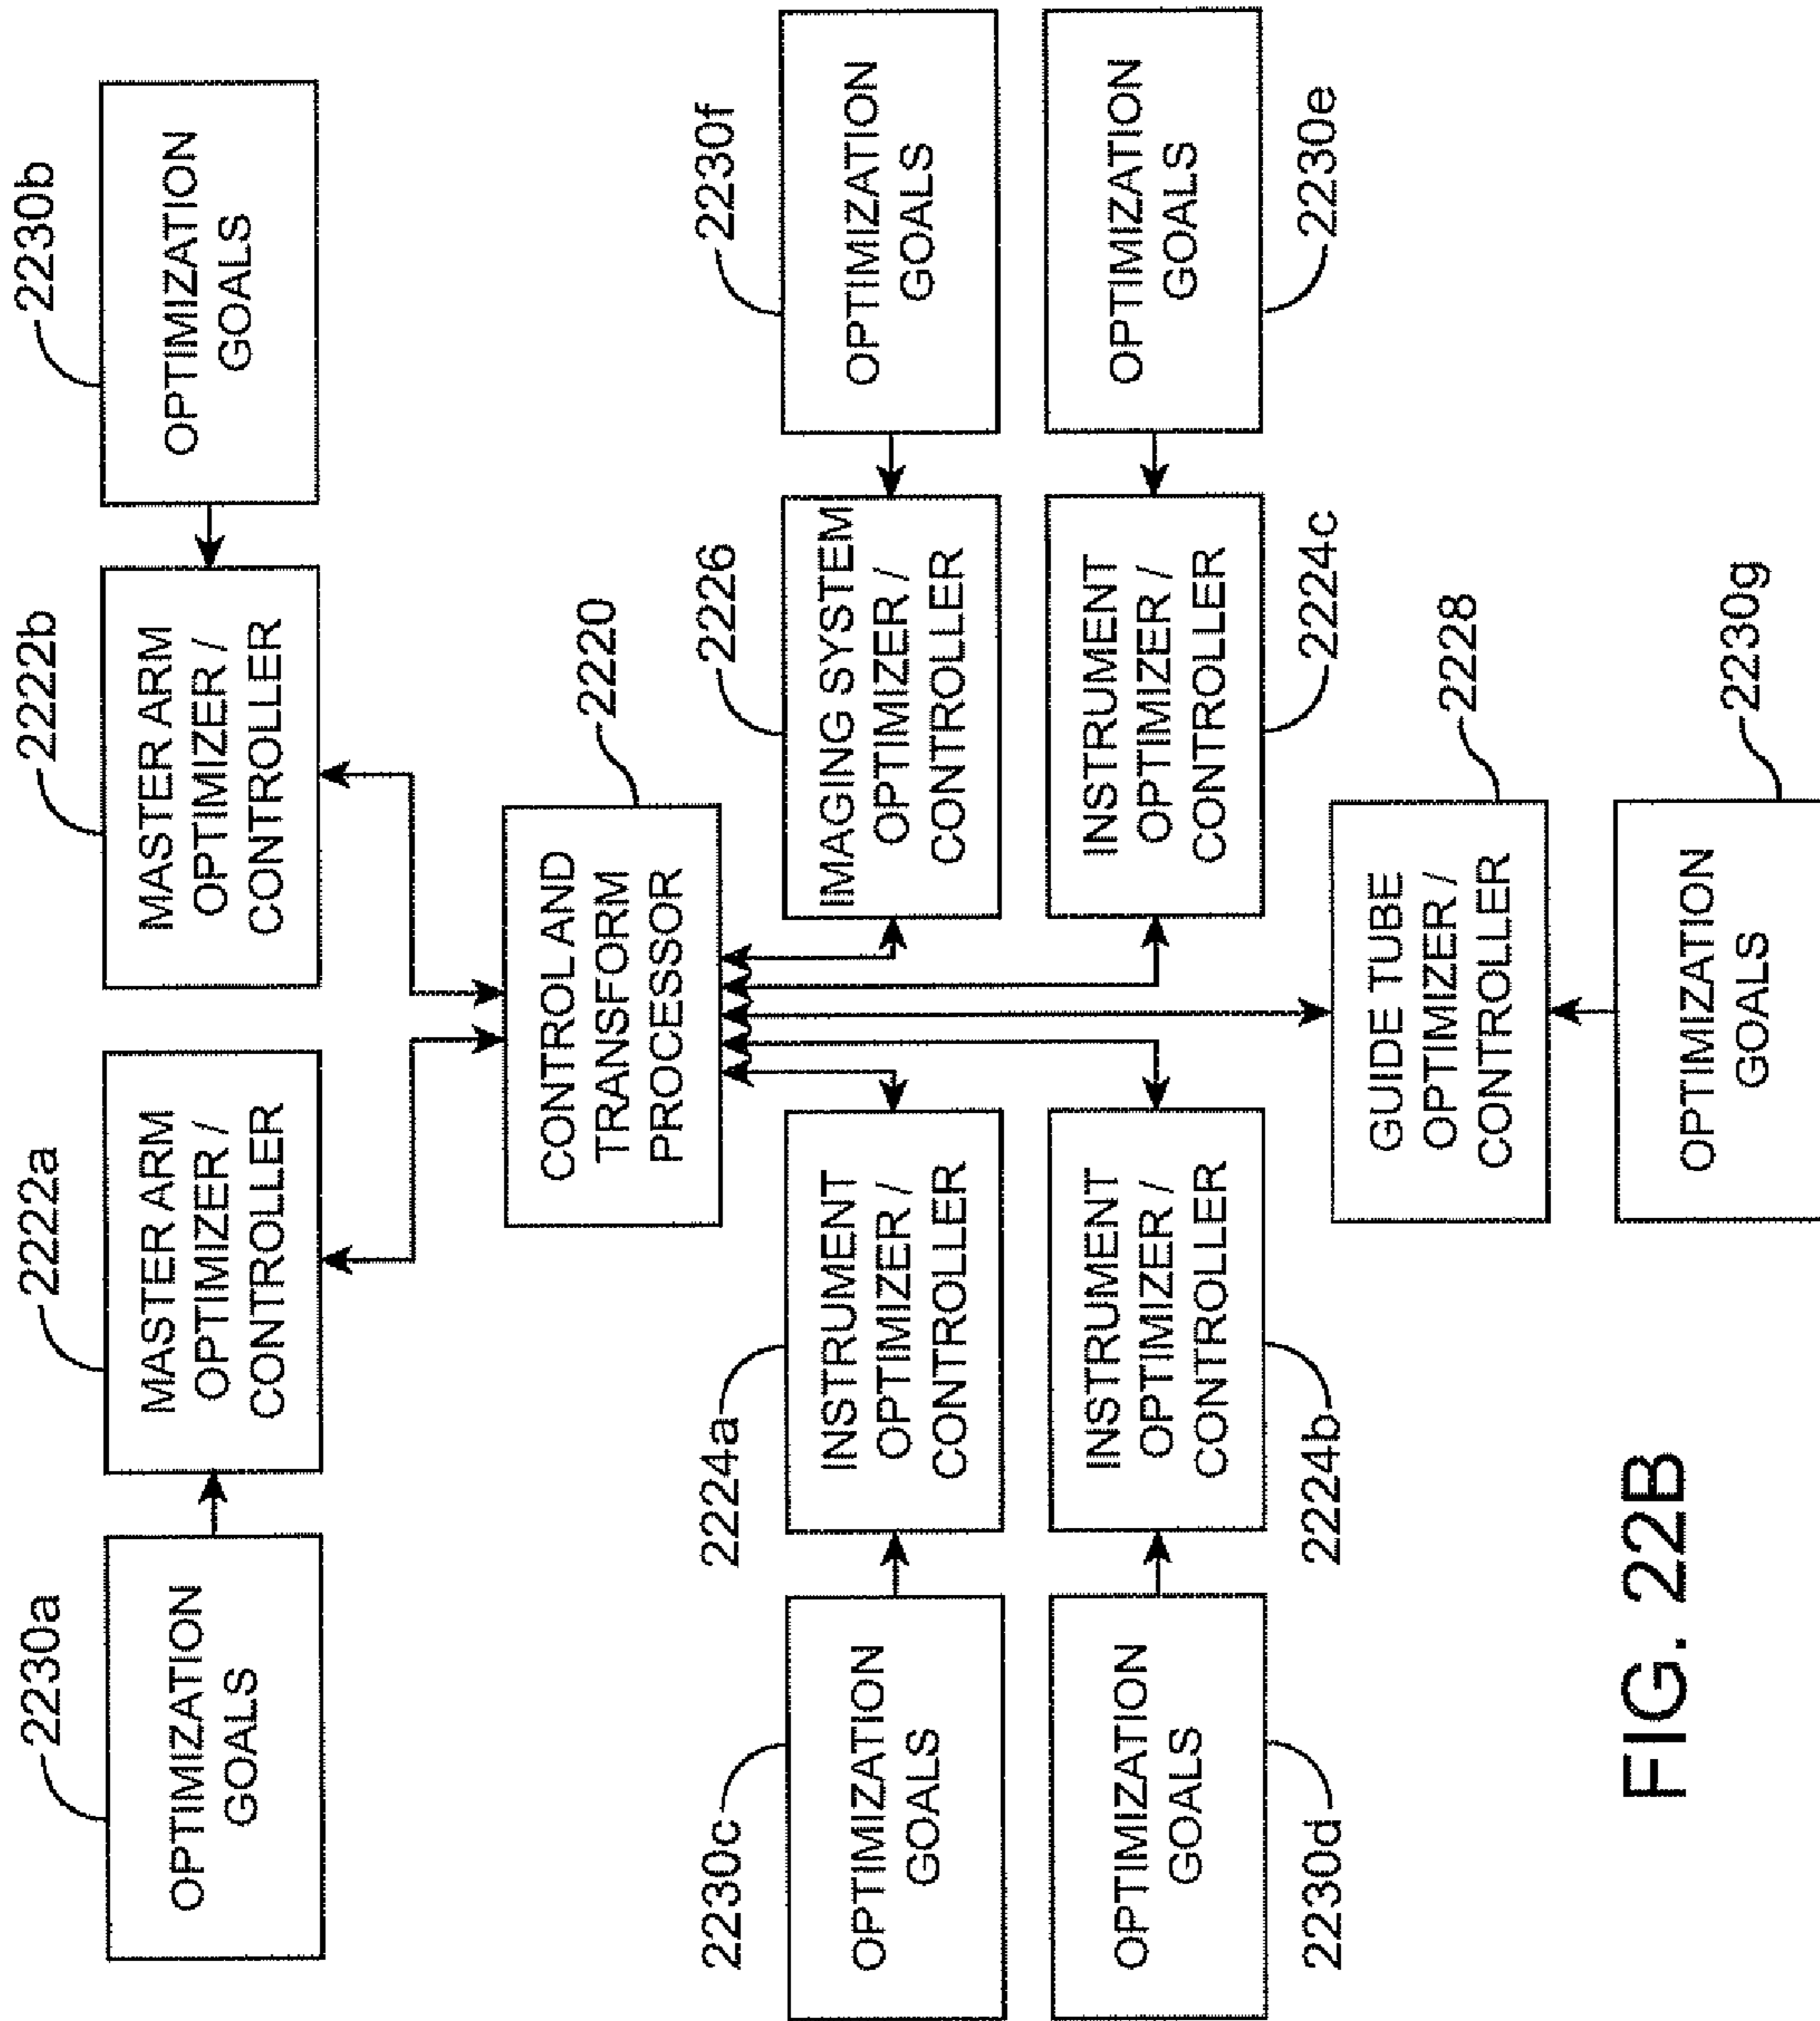 2230a
OPTIMIZATION
GOALS
2222a
MASTER ARM
OPTIMIZER /
CONTROLLER
2222b
MASTER ARM
OPTIMIZER /
CONTROLLER
2230b
OPTIMIZATION
GOALS
CONTROL AND
TRANSFORM
PROCESSOR
2220
2230c
OPTIMIZATION
GOALS
2224a
INSTRUMENT
OPTIMIZER /
CONTROLLER
2226
IMAGING SYSTEM
OPTIMIZER /
CONTROLLER
2230f
OPTIMIZATION
GOALS
OPTIMIZATION
GOALS
2230d
INSTRUMENT
OPTIMIZER /
CONTROLLER
2224b
INSTRUMENT
OPTIMIZER /
CONTROLLER
2224c
OPTIMIZATION
GOALS
2230e
GUIDE TUBE
OPTIMIZER /
CONTROLLER
2228
OPTIMIZATION
GOALS
2230g
FIG. 22B